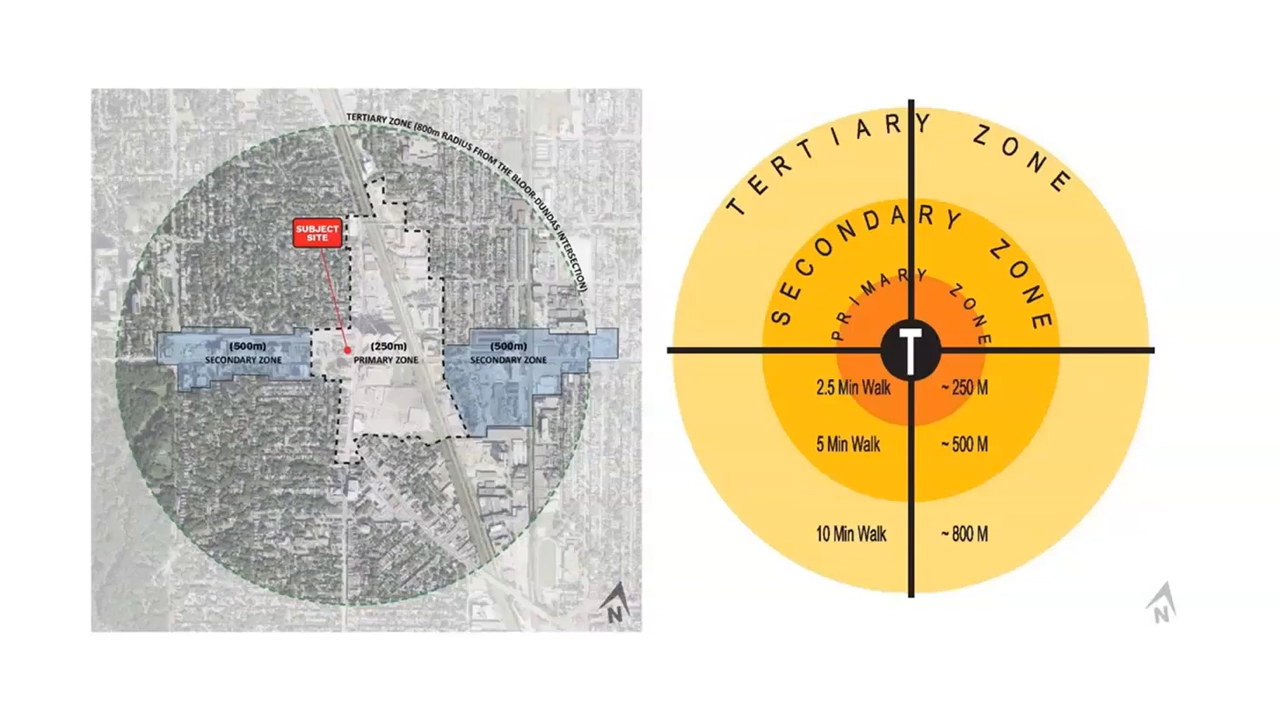 TERTIARY ZONE (800m RADIUS FROM THE BLOOR-DUNDAS INTERSECTION)
SUBJECT
SITE
(500m)
SECONDARY ZONE
(250m)
PRIMARY ZONE
(500m)
SECONDARY ZONE
N
TERTIARY ZONE
SECONDARY ZONE
PRIMARY ZONE
T
2.5 Min Walk
~ 250 M
5 Min Walk
~ 500 M
10 Min Walk
~ 800 M
N